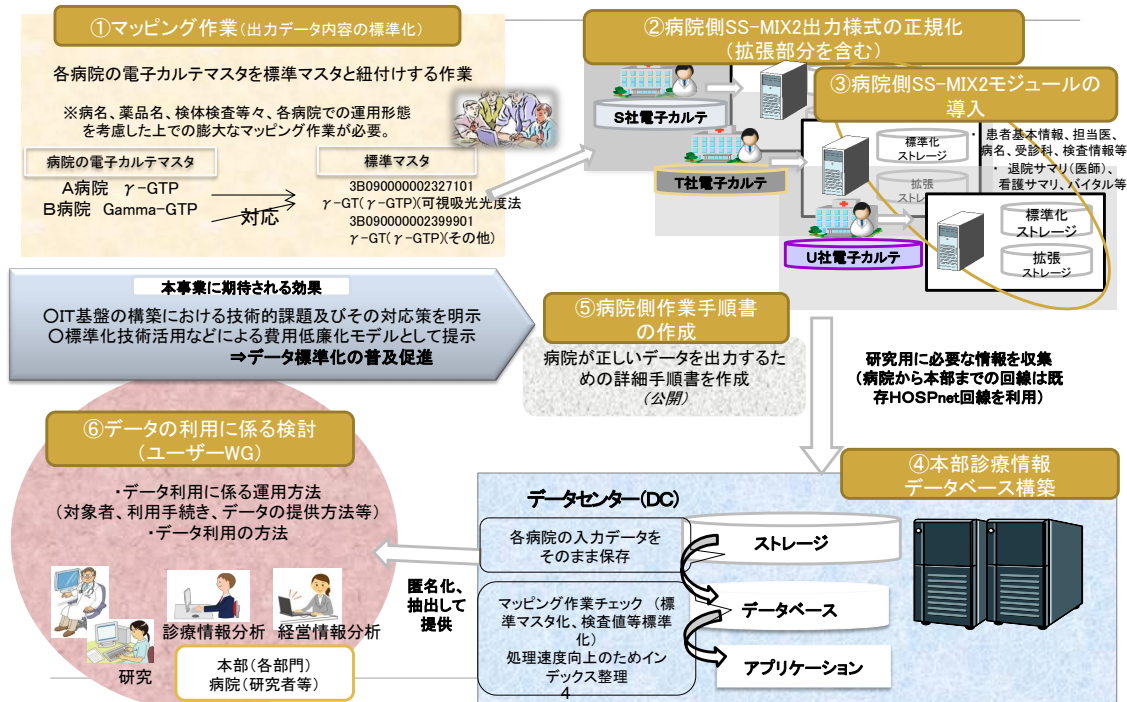 ①マッピング作業(出力データ内容の標準化)
各病院の電子カルテマスタを標準マスタと紐付けする作業
※病名、薬品名、検体検査等々、各病院での運用形態
を考慮した上での膨大なマッピング作業が必要。
病院の電子カルテマスタ
標準マスタ
A病院 γ-GTP
B病院 Gamma-GTP
対応
3B090000002327101
γ-GT(γ-GTP)(可視吸光光度法
3B090000002399901
γ-GT(γ-GTP)(その他)
②病院側SS-MIX2出力様式の正規化
(拡張部分を含む)
③病院側SS-MIX2モジュールの
導入
S社電子カルテ
T社電子カルテ
U社電子カルテ
標準化
ストレージ
拡張
ストレージ
・ 患者基本情報、担当医、
病名、受診科、検査情報等
・ 退院サマリ(医師)、
看護サマリ、バイタル等
標準化
ストレージ
拡張
ストレージ
本事業に期待される効果
○IT基盤の構築における技術的課題及びその対応策を明示
○標準化技術活用などによる費用低廉化モデルとして提示
⇒データ標準化の普及促進
⑤病院側作業手順書
の作成
病院が正しいデータを出力するた
めの詳細手順書を作成
(公開)
研究用に必要な情報を収集
(病院から本部までの回線は既
存HOSPnet回線を利用)
⑥データの利用に係る検討
(ユーザーWG)
・データ利用に係る運用方法
(対象者、利用手続き、データの提供方法等)
・データ利用の方法
診療情報分析
経営情報分析
研究
本部(各部門)
病院(研究者等)
匿名化、
抽出して
提供
④本部診療情報
データベース構築
データセンター(DC)
各病院の入力データを
そのまま保存
ストレージ
マッピング作業チェック (標
準マスタ化、検査値等標準
化)
処理速度向上のためイン
デックス整理
データベース
アプリケーション
4